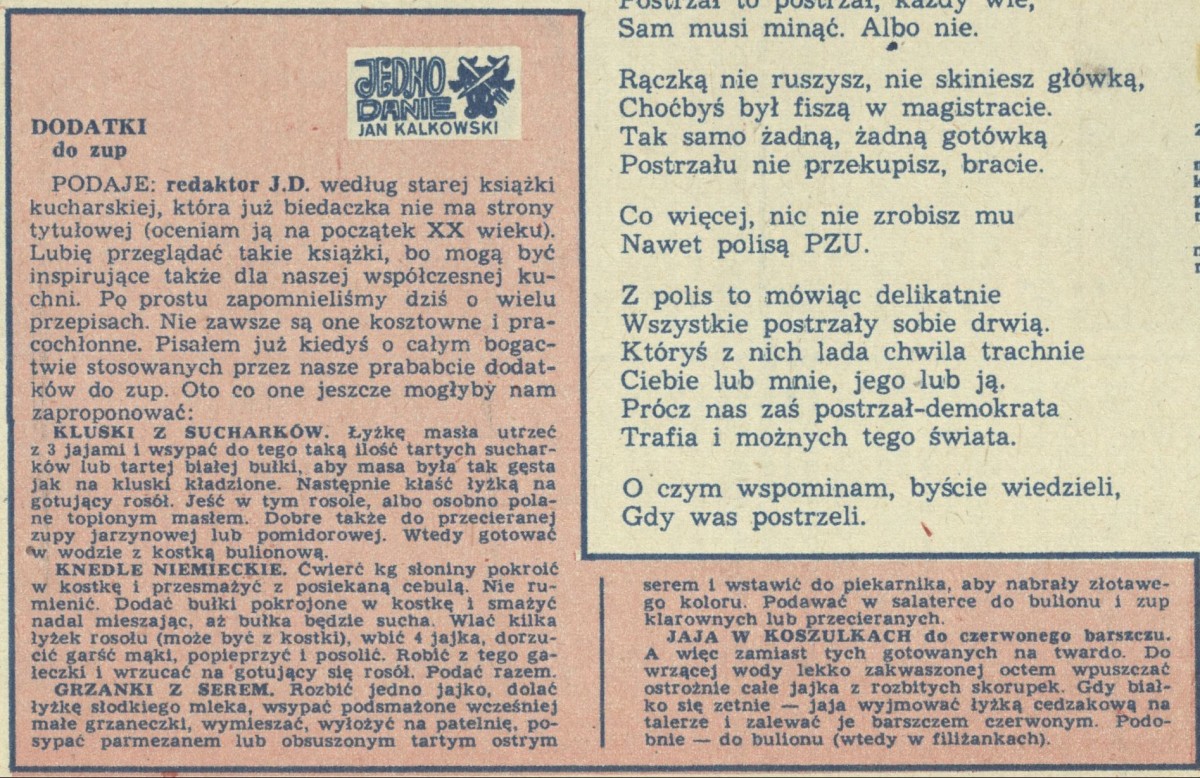 JEDNO
DANIE
JAN KALKOWSKI
DODATKI
do zup
PODAJE: redaktor J.D. według starej książki
kucharskiej, która już biedaczka nie ma strony
tytułowej (oceniam ją na początek XX wieku).
Lubię przeglądać takie książki, bo mogą być
inspirujące także dla naszej współczesnej ku-
chni. Po prostu zapomnieliśmy dziś o wielu
przepisach. Nie zawsze są one kosztowne i pra-
cochłonne. Pisałem już kiedyś o całym bogac-
twie stosowanych przez nasze prababcie dodat-
ków do zup. Oto co one jeszcze mogłyby nam
zaproponować:
KLUSKI Z SUCHARKÓW. Łyżkę masła utrzeć
z 3 jajami i wsypać do tego taką ilość tartych suchar-
ków lub tartej białej bułki, aby masa była tak gęsta
jak na kluski kładzione. Następnie kłaść łyżką na
gotujący rosół. Jeść w tym rosole, albo osobno pola-
ne topionym masłem. Dobre także do przecieranej
zupy jarzynowej lub pomidorowej. Wtedy gotować
w wodzie z kostką bulionową.
KNEDLE NIEMIECKIE. Ćwierć kg słoniny pokroić
w kostkę i przesmażyć z posiekaną cebulą. Nie ru-
mienić. Dodać bułki pokrojone w kostkę i smażyć
nadal mieszając, aż bułka będzie sucha. Wlać kilka
łyżek rosołu (może być z kostki), wbić 4 jajka, dorzu-
cić garść mąki, popieprzyć i posolić. Robić z tego ga-
łeczki i wrzucać na gotujący się rosół. Podać razem.
GRZANKI Z SEREM. Rozbić jedno jajko, dolać
łyżkę słodkiego mleka, wsypać podsmażone wcześniej
małe grzaneczki, wymieszać, wyłożyć na patelnię, po-
sypać parmezanem lub obsuszonym tartym ostrym
serem i wstawić do piekarnika, aby nabrały złotawe-
go koloru. Podawać w salaterce do bulionu i zup
klarownych lub przecieranych.
JAJA W KOSZULKACH do czerwonego barszczu.
A więc zamiast tych gotowanych na twardo. Do
wrzącej wody lekko zakwaszonej octem wpuszczać
ostrożnie całe jajka z rozbitych skorupek. Gdy biał-
ko się zetnie — jaja wyjmować łyżką cedzakową na
talerze i zalewać je barszczem czerwonym. Podo-
bnie — do bulionu (wtedy w filiżankach).
Postrzał to postrzał, każdy wie,
Sam musi minąć. Albo nie.
Rączką nie ruszysz, nie skiniesz główką,
Choćbyś był fiszą w magistracie.
Tak samo żadną, żadną gotówką
Postrzału nie przekupisz, bracie.
Co więcej, nic nie zrobisz mu
Nawet polisą PZU.
Z polis to mówiąc delikatnie
Wszystkie postrzały sobie drwią.
Któryś z nich lada chwila trachnie
Ciebie lub mnie, jego lub ją.
Prócz nas zaś postrzał-demokrata
Trafia i możnych tego świata.
O czym wspominam, byście wiedzieli,
Gdy was postrzeli.